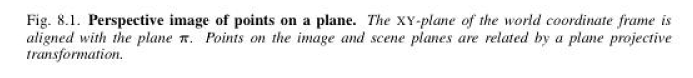 Fig. 8.1. Perspective image of points on a plane. The XY-plane of the world coordinate frame is
aligned with the plane π. Points on the image and scene planes are related by a plane projective
transformation.